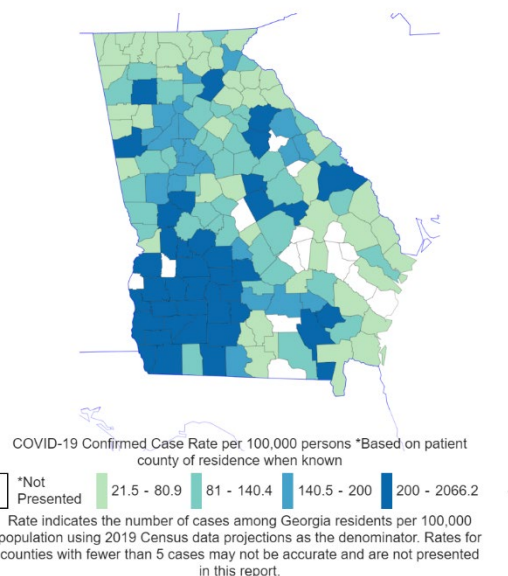 COVID-19 Confirmed Case Rate per 100,000 persons *Based on patient
county of residence when known
*Not
Presented
21.5 - 80.9
81 - 140.4
140.5 - 200
200 - 2066.2
Rate indicates the number of cases among Georgia residents per 100,000
population using 2019 Census data projections as the denominator. Rates for
counties with fewer than 5 cases may not be accurate and are not presented
in this report.